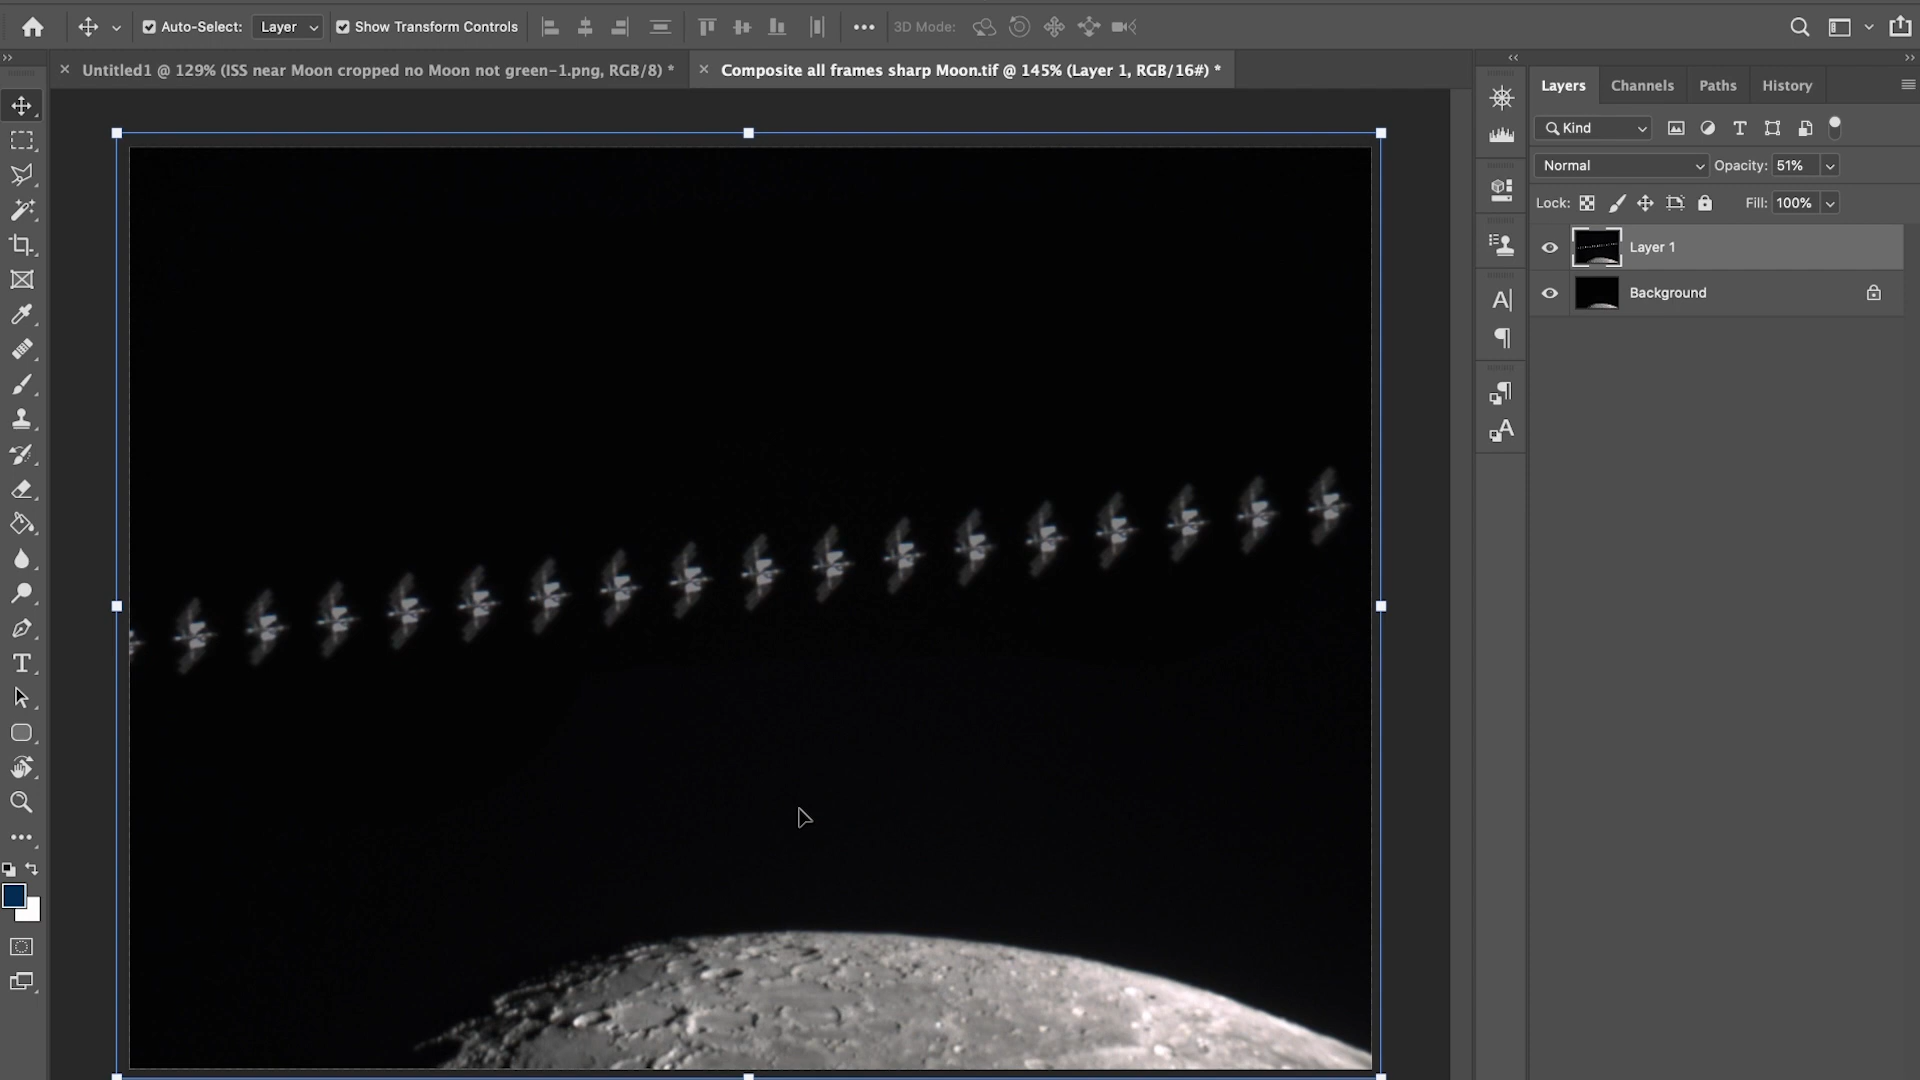 Auto-Select: Layer Show Transform Controls 3D Mode:
Untitled1 @ 129% (ISS near Moon cropped no Moon not green-1.png, RGB/8) *
Composite all frames sharp Moon.tif @ 145% (Layer 1, RGB/16#) *
Layers Channels Paths History
Kind
Normal Opacity: 51%
Lock: Fill: 100%
Layer 1
Background